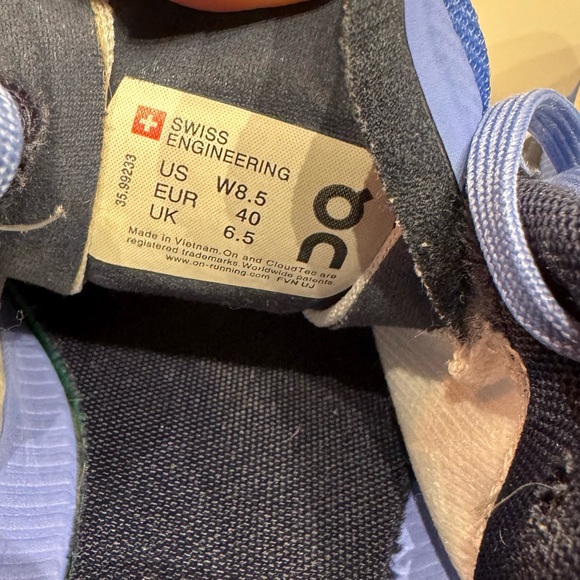 SWISS
ENGINEERING
US W8.5
EUR 40
UK 6.5
35.99233
Made in Vietnam. On and CloudTec are
registered trademarks. Worldwide patents.
www.on-running.com FVN UJ
On